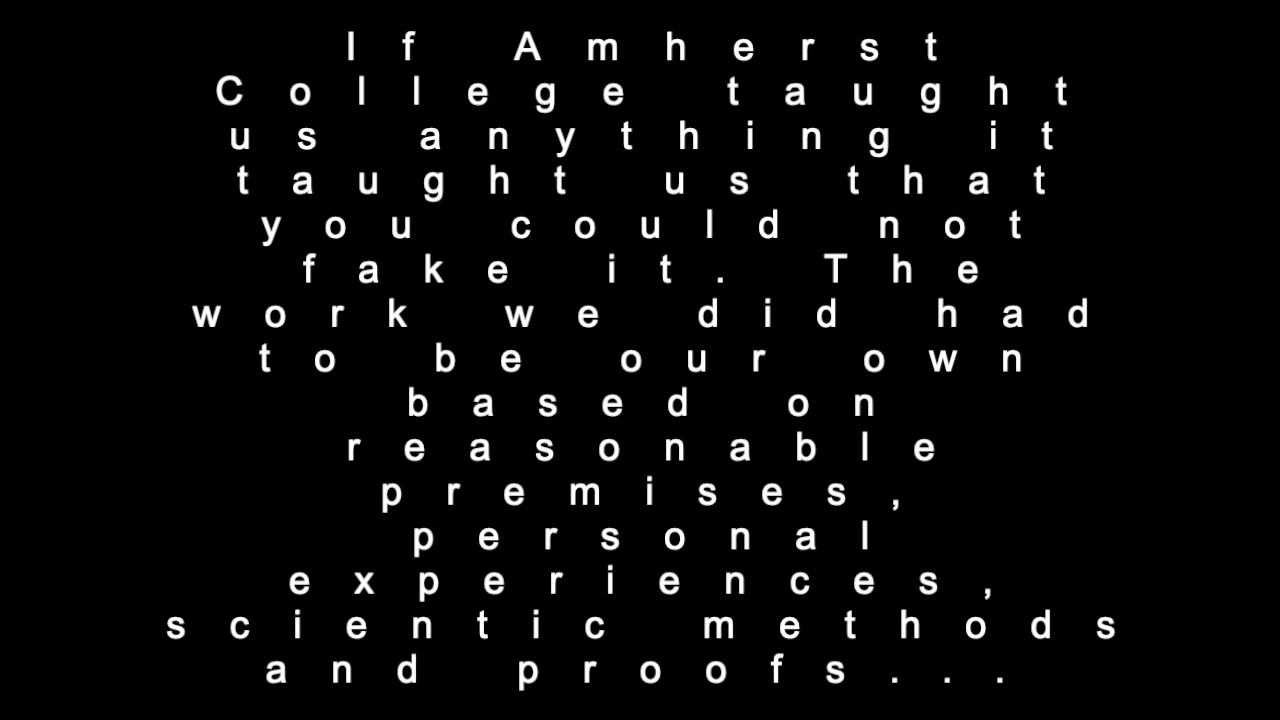 If Amherst
College taught
us anything it
taught us that
you could not
fake it. The
work we did had
to be our own
based on
reasonable
premises,
personal
experiences,
scientic methods
and proofs...